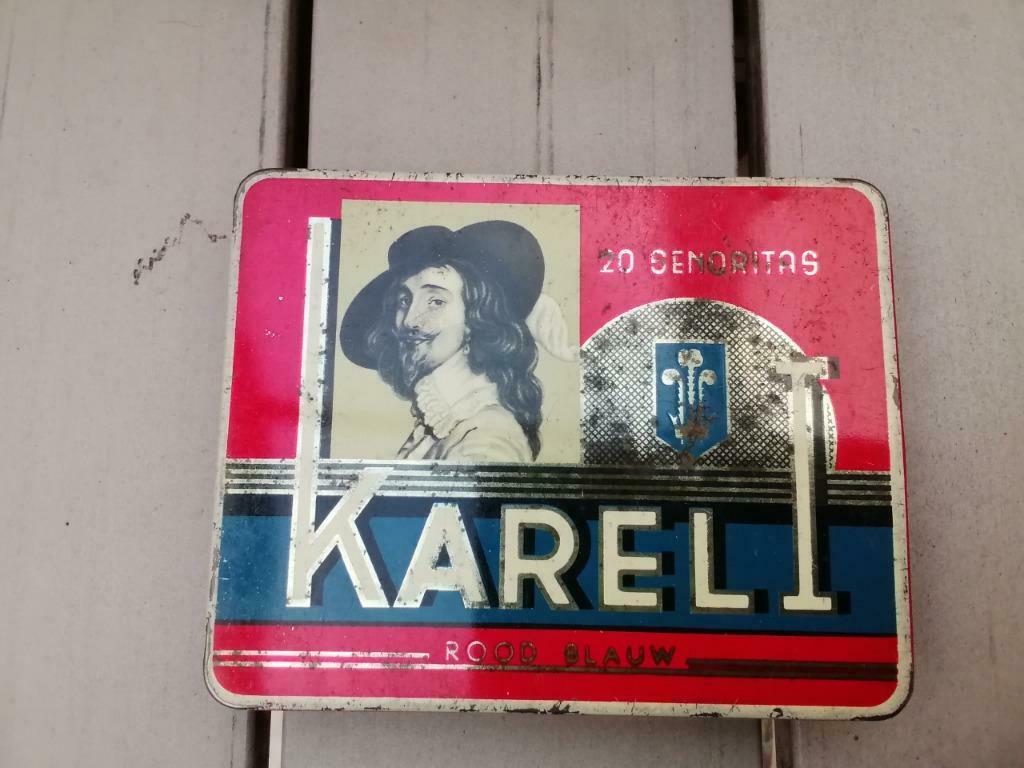 20 SENORITAS
KAREL I
ROOD BLAUW